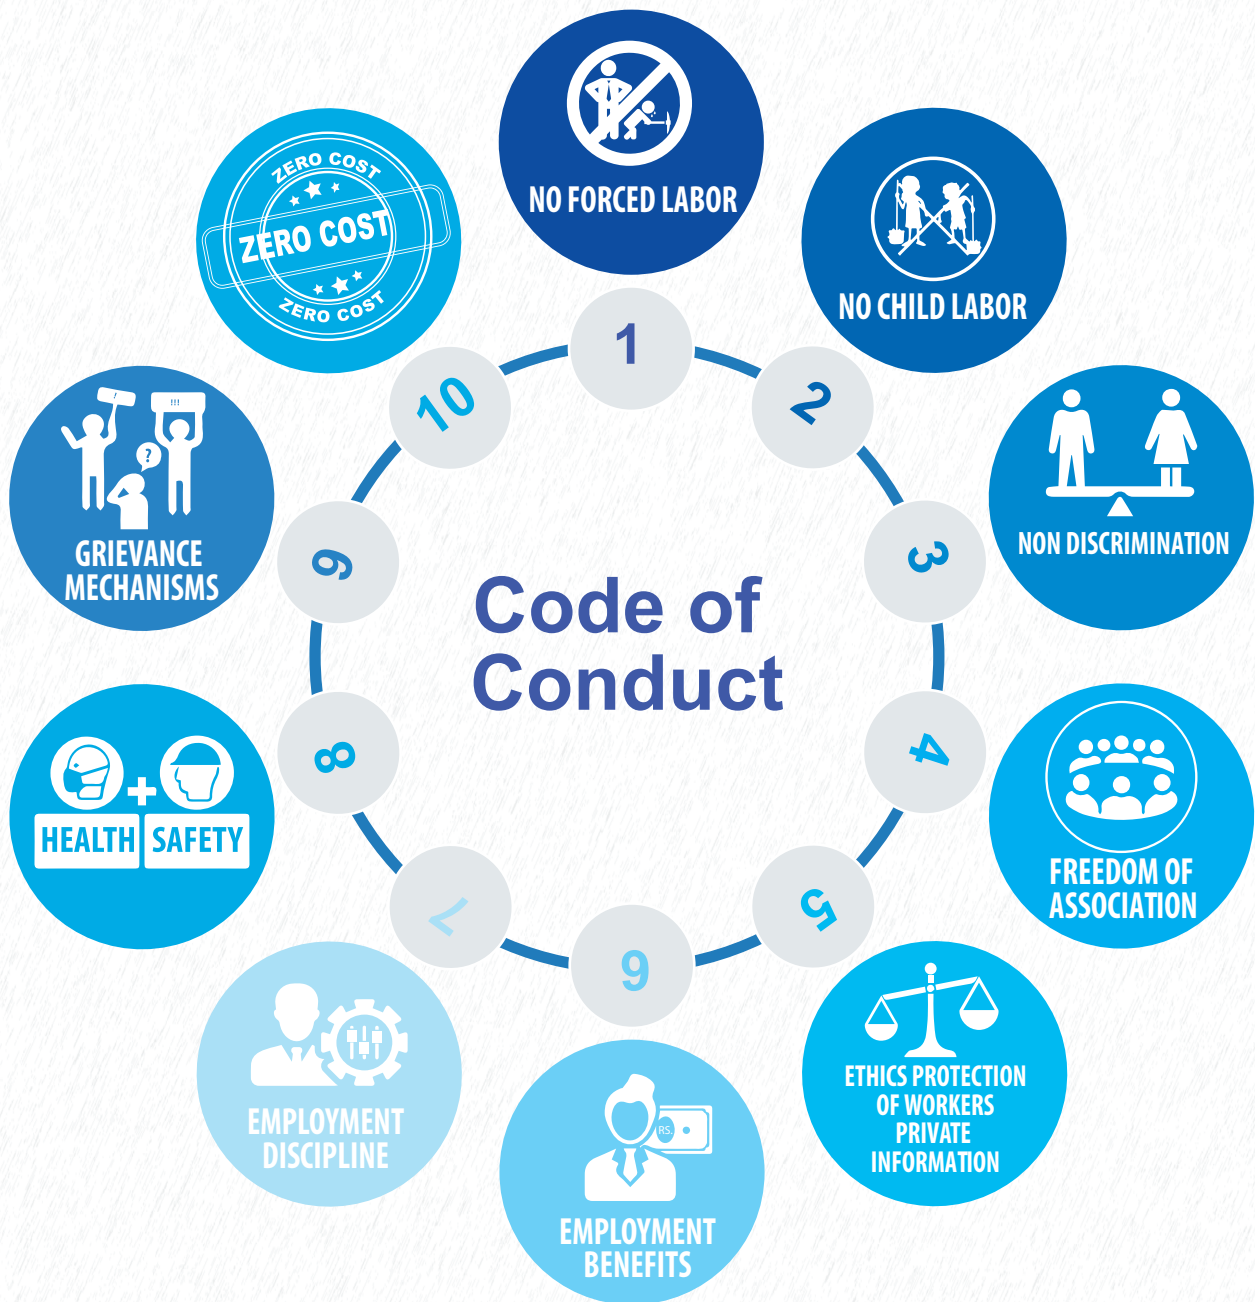 Code of
Conduct
1
NO FORCED LABOR
2
NO CHILD LABOR
3
NON DISCRIMINATION
4
FREEDOM OF
ASSOCIATION
5
ETHICS PROTECTION
OF WORKERS
PRIVATE
INFORMATION
6
RS.
EMPLOYMENT
BENEFITS
7
EMPLOYMENT
DISCIPLINE
8
HEALTH + SAFETY
9
!!!
?
GRIEVANCE
MECHANISMS
10
ZERO COST
ZERO COST
ZERO COST